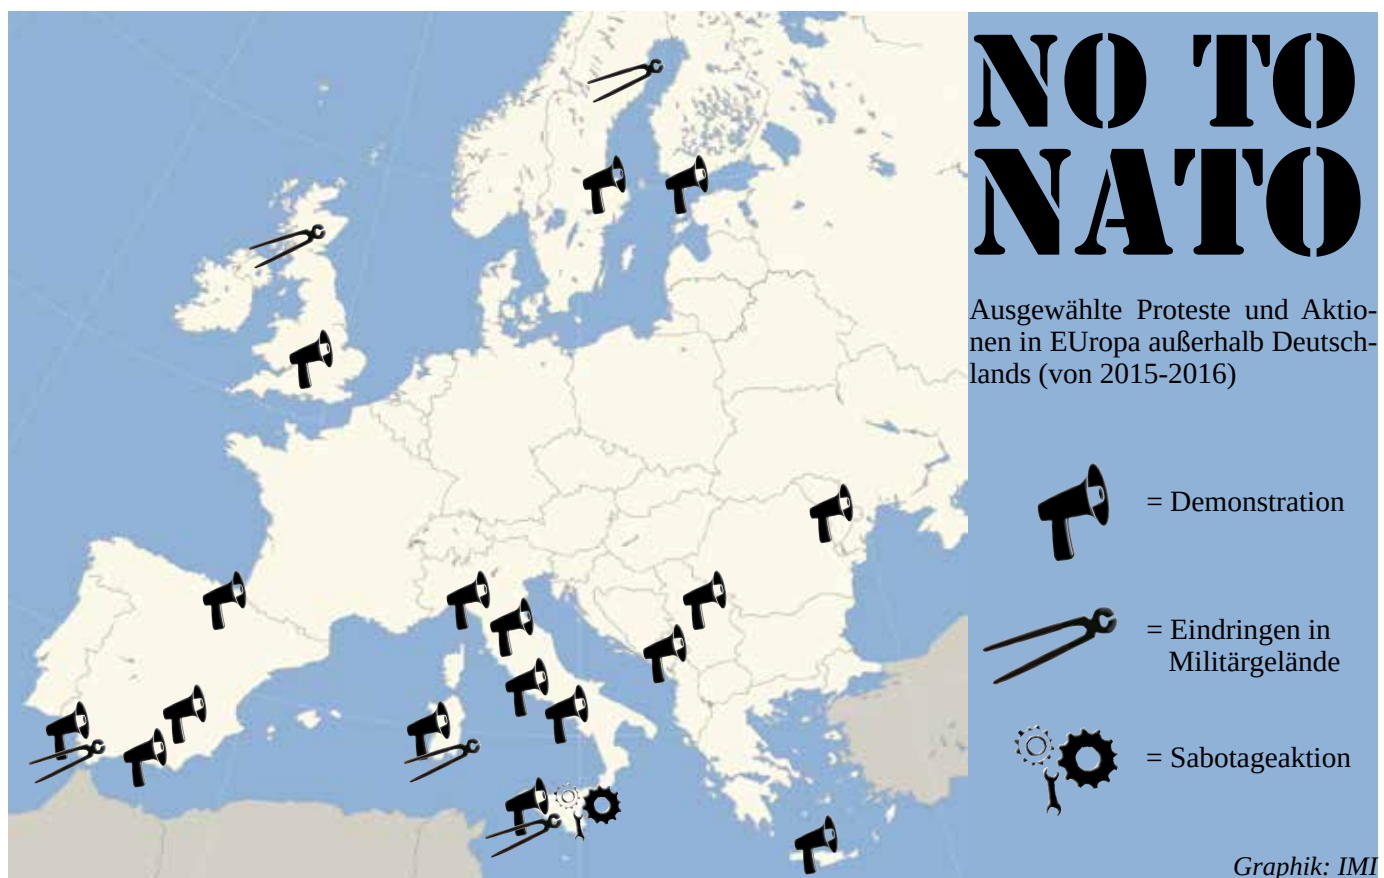 NO TO
NATO
Ausgewählte Proteste und Aktio-
nen in EUropa außerhalb Deutsch-
lands (von 2015-2016)
= Demonstration
= Eindringen in
Militärgelände
= Sabotageaktion
Graphik: IMI